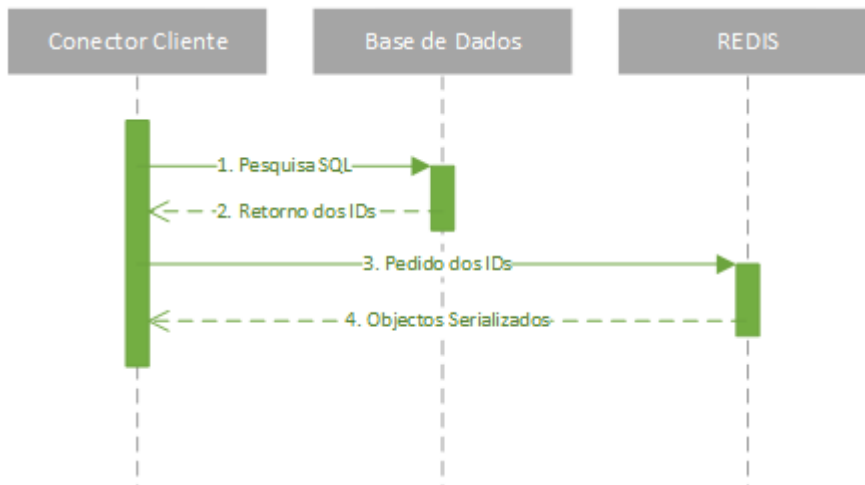 Conector Cliente
Base de Dados
REDIS
1. Pesquisa SQL
2. Retorno dos IDs
3. Pedido dos IDs
4. Objectos Serializados